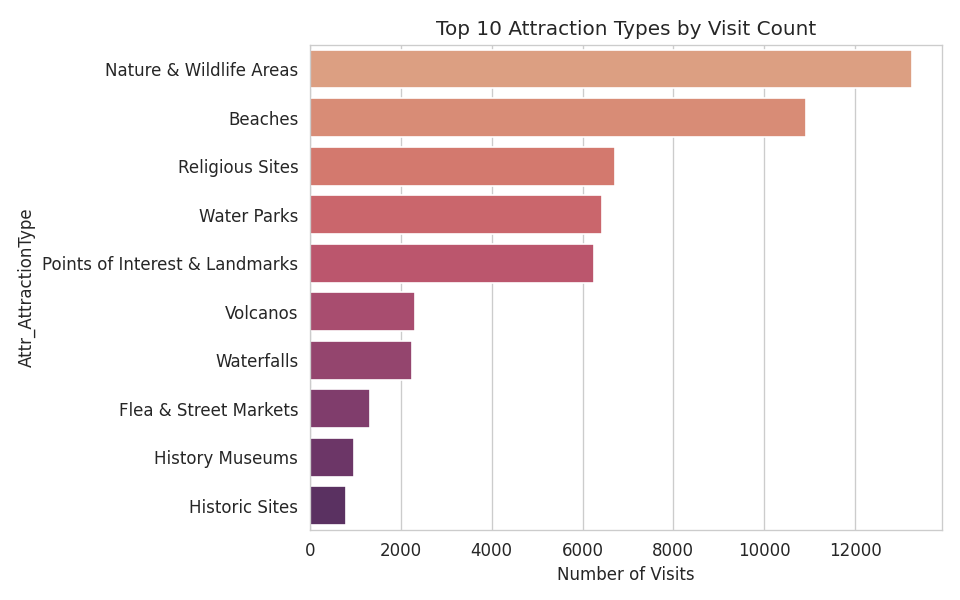 Top 10 Attraction Types by Visit Count
Attr_AttractionType
Nature & Wildlife Areas
Beaches
Religious Sites
Water Parks
Points of Interest & Landmarks
Volcanos
Waterfalls
Flea & Street Markets
History Museums
Historic Sites
0 2000 4000 6000 8000 10000 12000
Number of Visits